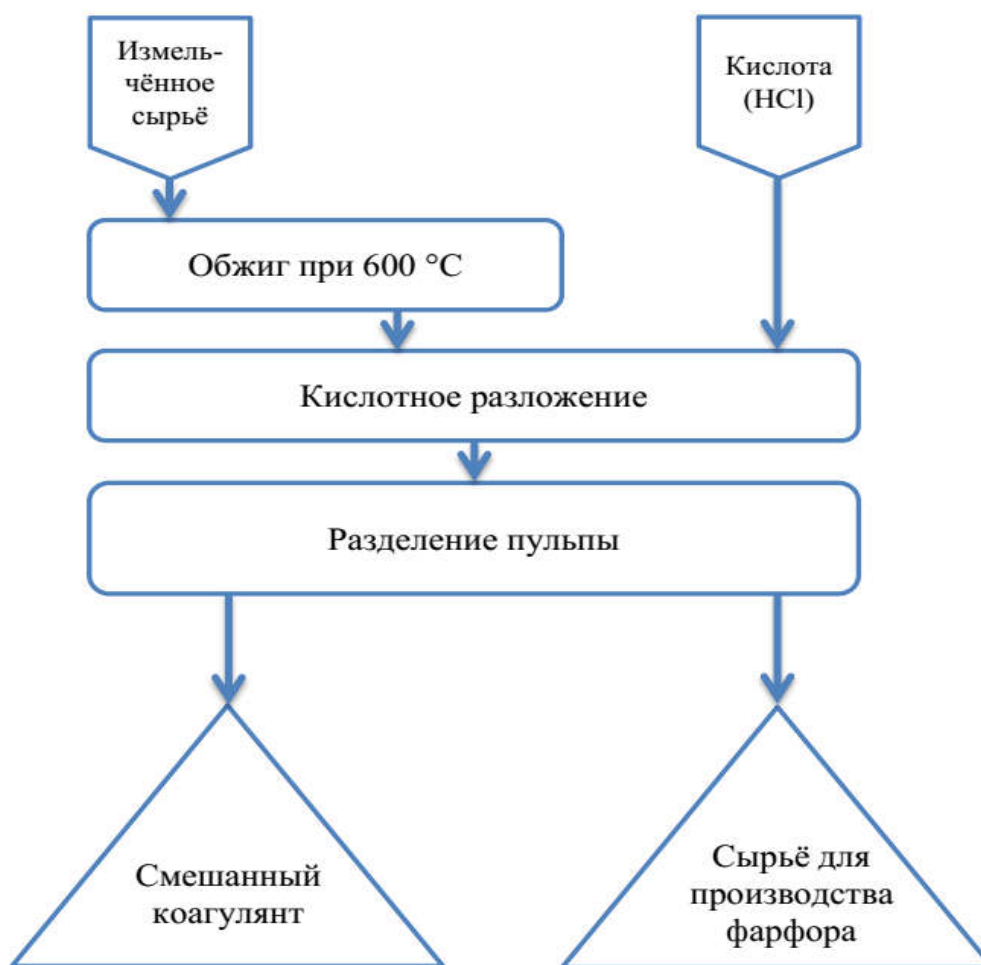 Измель-
чённое
сырьё
Кислота
(HCl)
Обжиг при 600 °C
Кислотное разложение
Разделение пульпы
Смешанный
коагулянт
Сырьё для
производства
фарфора